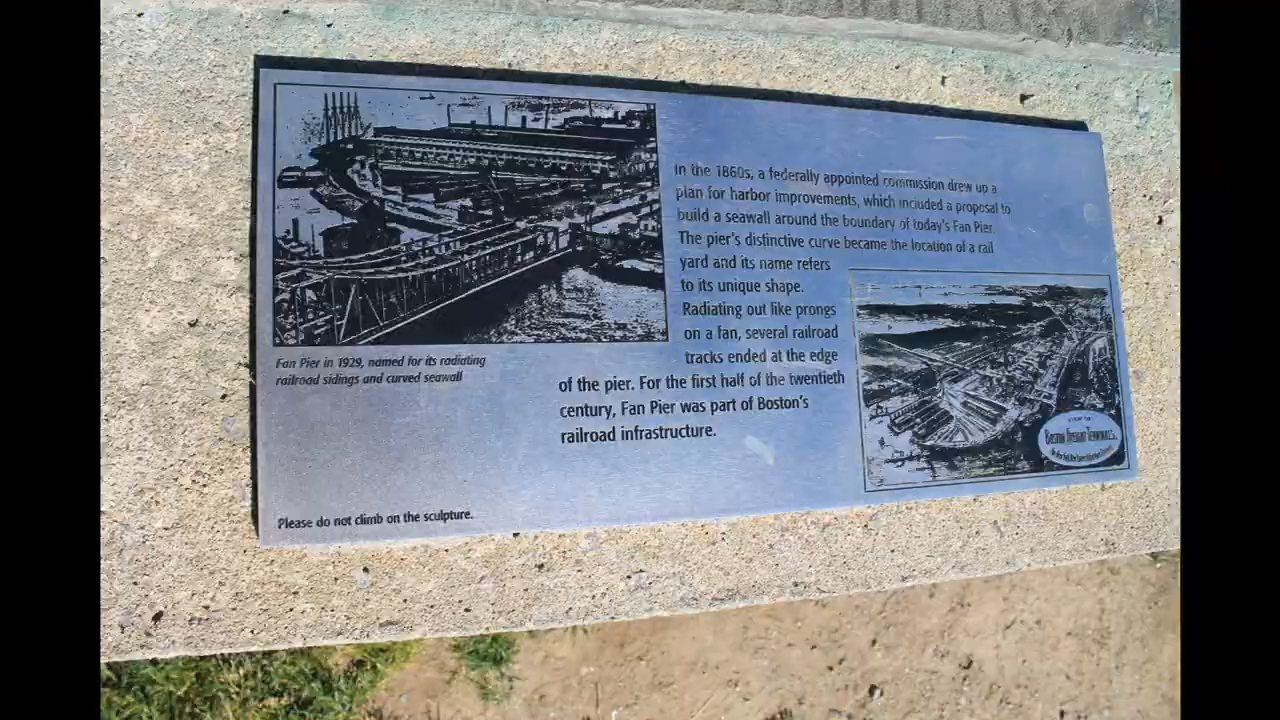 In the 1860s, a federally appointed commission drew up a
plan for harbor improvements, which included a proposal to
build a seawall around the boundary of today's Fan Pier.
The pier's distinctive curve became the location of a rail
yard and its name refers
to its unique shape.
Radiating out like prongs
on a fan, several railroad
tracks ended at the edge
of the pier. For the first half of the twentieth
century, Fan Pier was part of Boston's
railroad infrastructure.
Fan Pier in 1929, named for its radiating
railroad sidings and curved seawall
VIEW OF
BOSTON FREIGHT TERMINALS.
Please do not climb on the sculpture.